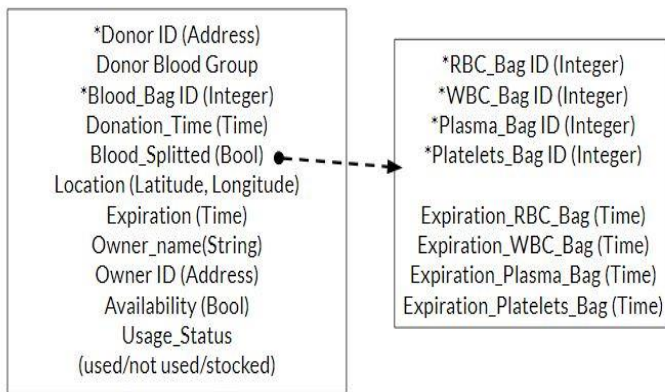 *Donor ID (Address)
Donor Blood Group
*Blood_Bag ID (Integer)
Donation_Time (Time)
Blood_Splitted (Bool)
Location (Latitude, Longitude)
Expiration (Time)
Owner_name(String)
Owner ID (Address)
Availability (Bool)
Usage_Status
(used/not used/stocked)
*RBC_Bag ID (Integer)
*WBC_Bag ID (Integer)
*Plasma_Bag ID (Integer)
*Platelets_Bag ID (Integer)
Expiration_RBC_Bag (Time)
Expiration_WBC_Bag (Time)
Expiration_Plasma_Bag (Time)
Expiration_Platelets_Bag (Time)